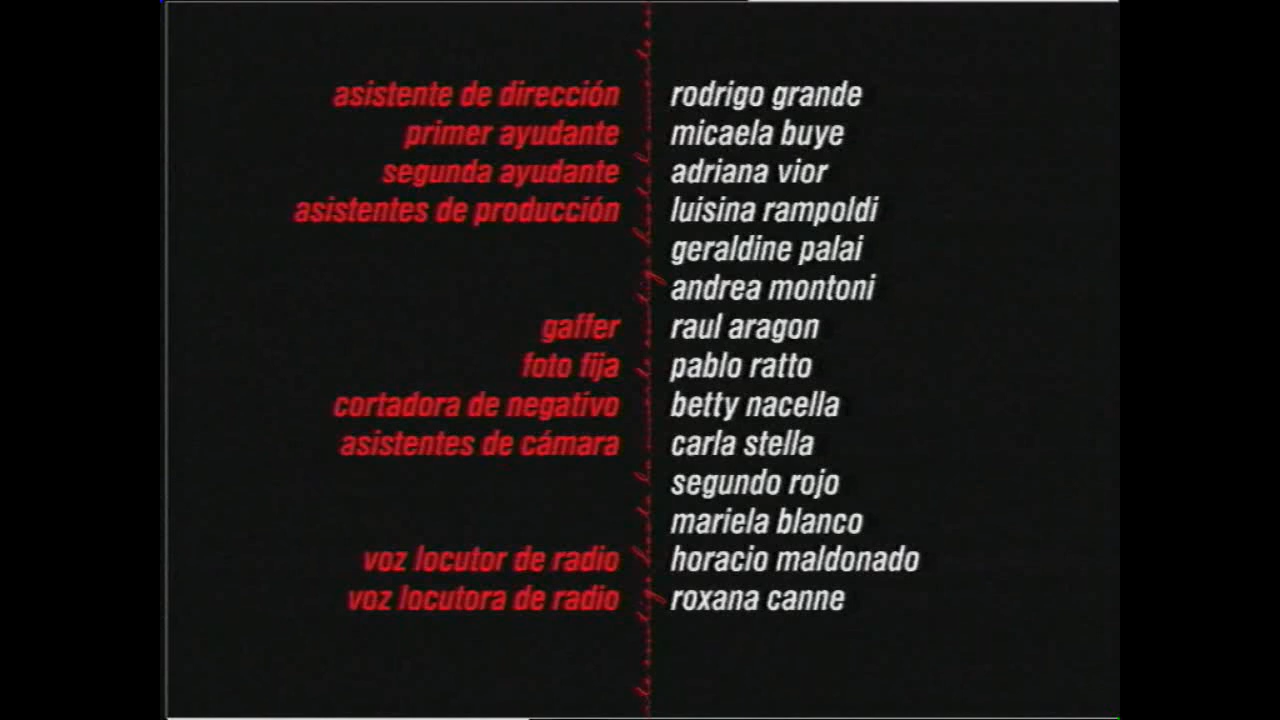 asistente de dirección rodrigo grande
primer ayudante micaela buye
segunda ayudante adriana vior
asistentes de producción luisina rampoldi
geraldine palai
andrea montoni
gaffer raul aragon
foto fija pablo ratto
cortadora de negativo betty nacella
asistentes de cámara carla stella
segundo rojo
mariela blanco
voz locutor de radio horacio maldonado
voz locutora de radio roxana canne